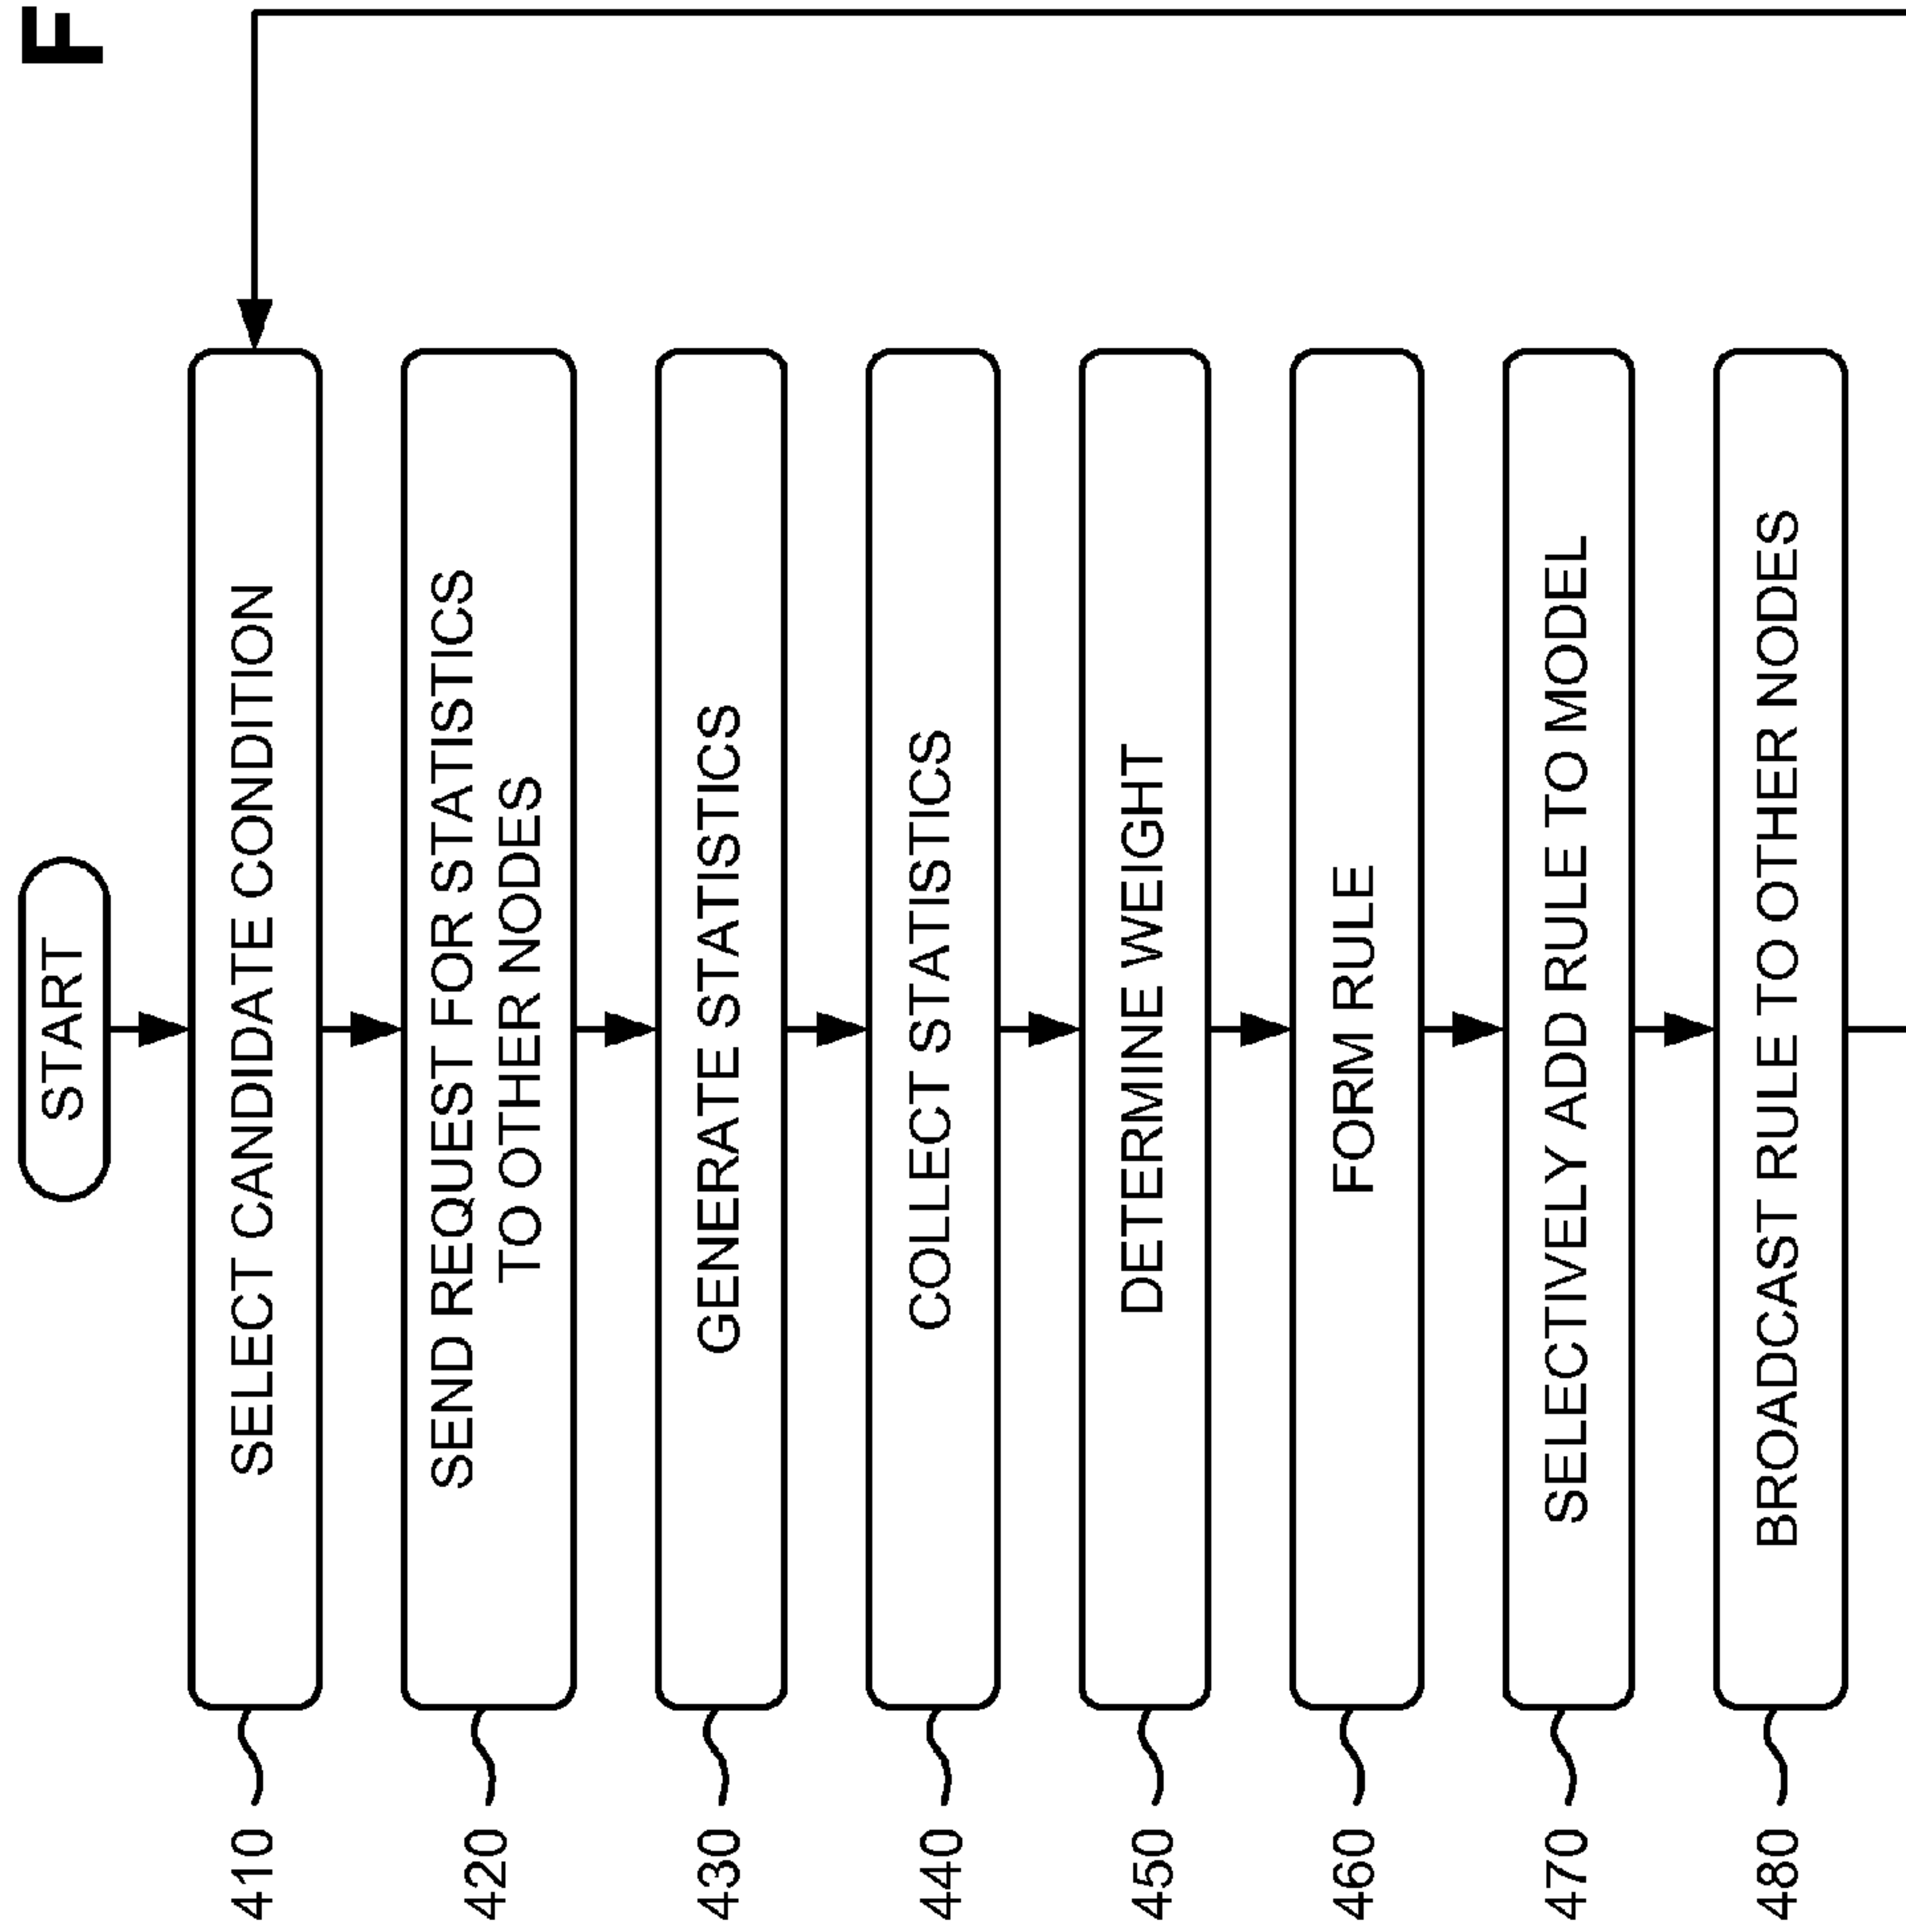 F
START
410
SELECT CANDIDATE CONDITION
420
SEND REQUEST FOR STATISTICS
TO OTHER NODES
430
GENERATE STATISTICS
440
COLLECT STATISTICS
450
DETERMINE WEIGHT
460
FORM RULE
470
SELECTIVELY ADD RULE TO MODEL
480
BROADCAST RULE TO OTHER NODES